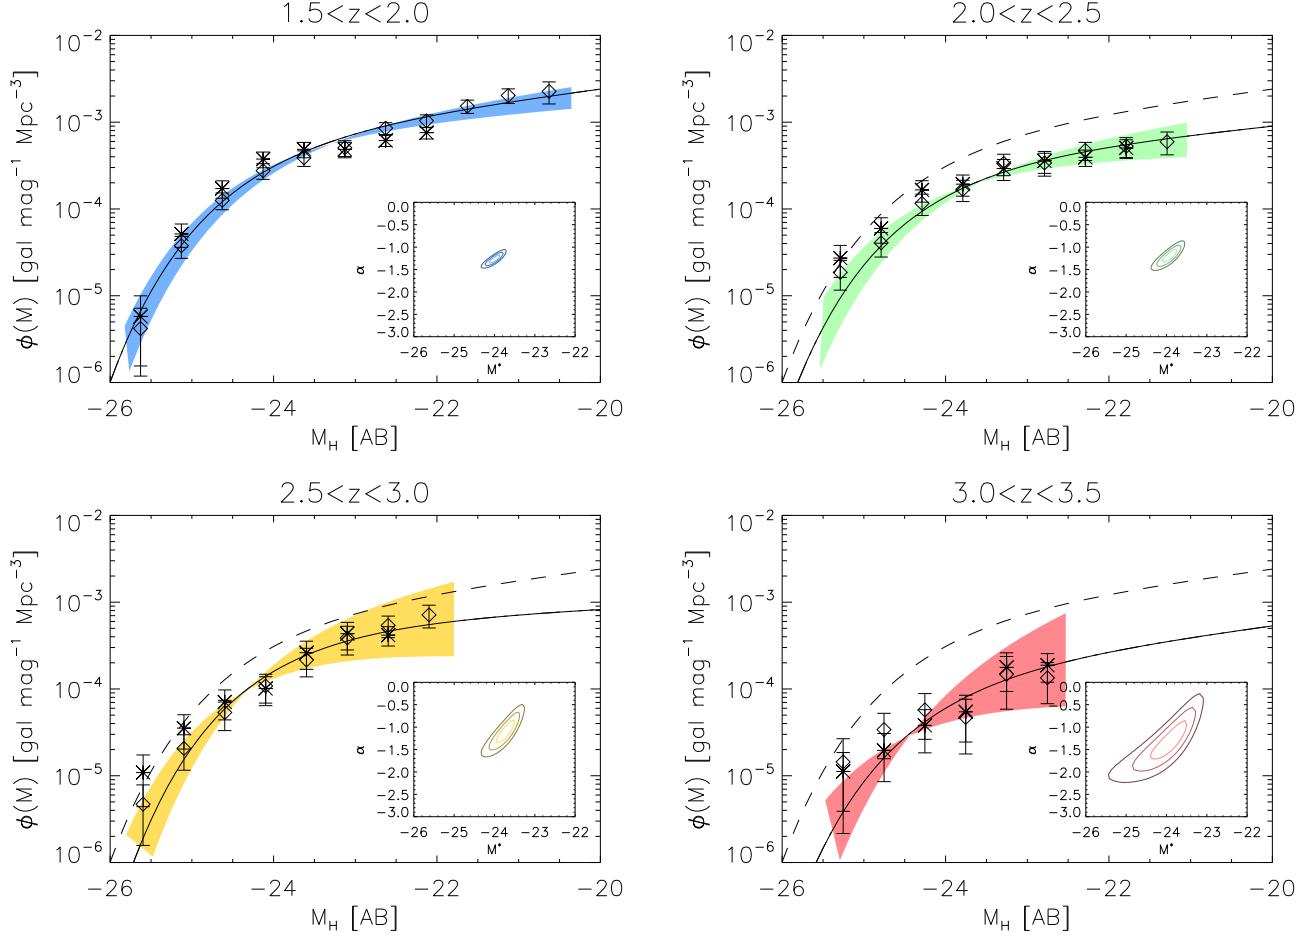 1.5<z<2.0
10⁻²
10⁻³
10⁻⁴
10⁻⁵
10⁻⁶
ϕ(M) [gal mag⁻¹ Mpc⁻³]
-26 -24 -22 -20
M_H [AB]
0.0
-0.5
-1.0
-1.5
-2.0
-2.5
-3.0
α
-26 -25 -24 -23 -22
M*
2.0<z<2.5
10⁻²
10⁻³
10⁻⁴
10⁻⁵
10⁻⁶
ϕ(M) [gal mag⁻¹ Mpc⁻³]
-26 -24 -22 -20
M_H [AB]
0.0
-0.5
-1.0
-1.5
-2.0
-2.5
-3.0
α
-26 -25 -24 -23 -22
M*
2.5<z<3.0
10⁻²
10⁻³
10⁻⁴
10⁻⁵
10⁻⁶
ϕ(M) [gal mag⁻¹ Mpc⁻³]
-26 -24 -22 -20
M_H [AB]
0.0
-0.5
-1.0
-1.5
-2.0
-2.5
-3.0
α
-26 -25 -24 -23 -22
M*
3.0<z<3.5
10⁻²
10⁻³
10⁻⁴
10⁻⁵
10⁻⁶
ϕ(M) [gal mag⁻¹ Mpc⁻³]
-26 -24 -22 -20
M_H [AB]
0.0
-0.5
-1.0
-1.5
-2.0
-2.5
-3.0
α
-26 -25 -24 -23 -22
M*